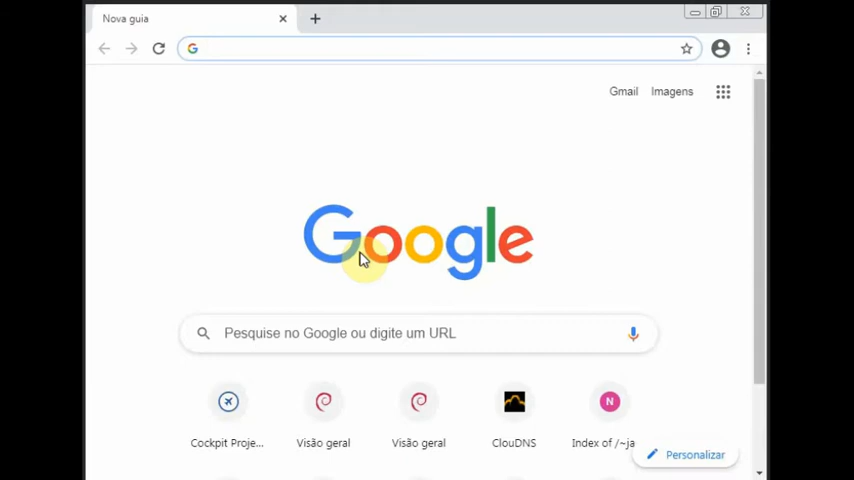 Nova guia
Gmail Imagens
Google
Pesquise no Google ou digite um URL
Cockpit Proje... Visão geral Visão geral ClouDNS Index of /~ja
N
Personalizar